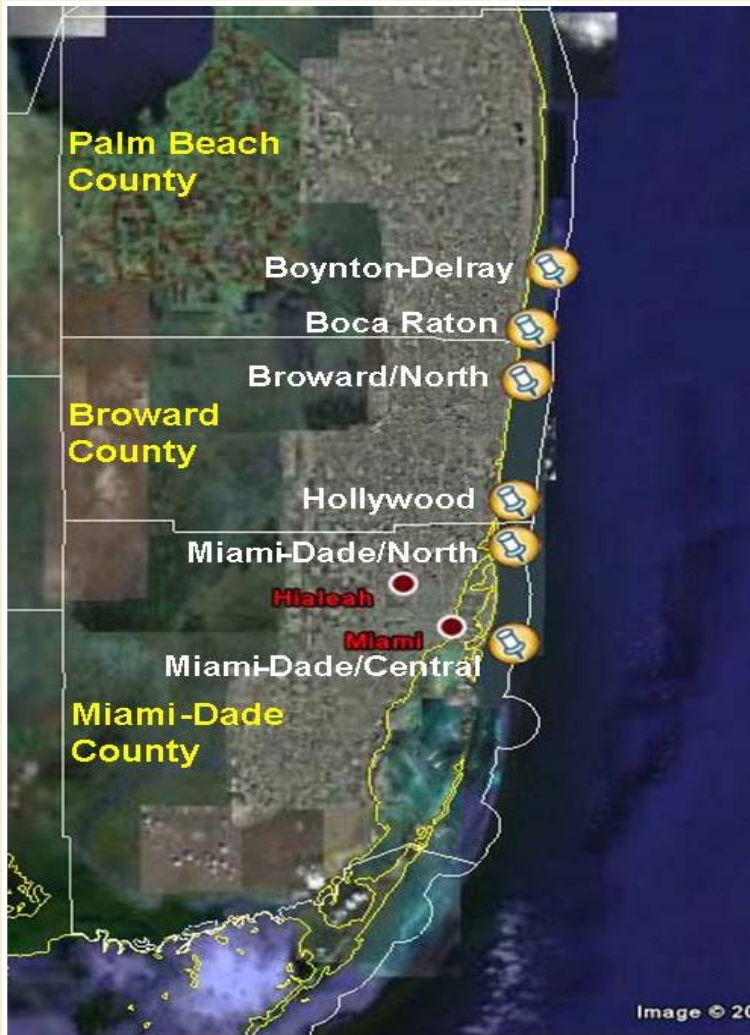 Palm Beach
County
Boynton-Delray
Boca Raton
Broward/North
Broward
County
Hollywood
Miami-Dade/North
Hialeah
Miami
Miami-Dade/Central
Miami-Dade
County
Image © 20